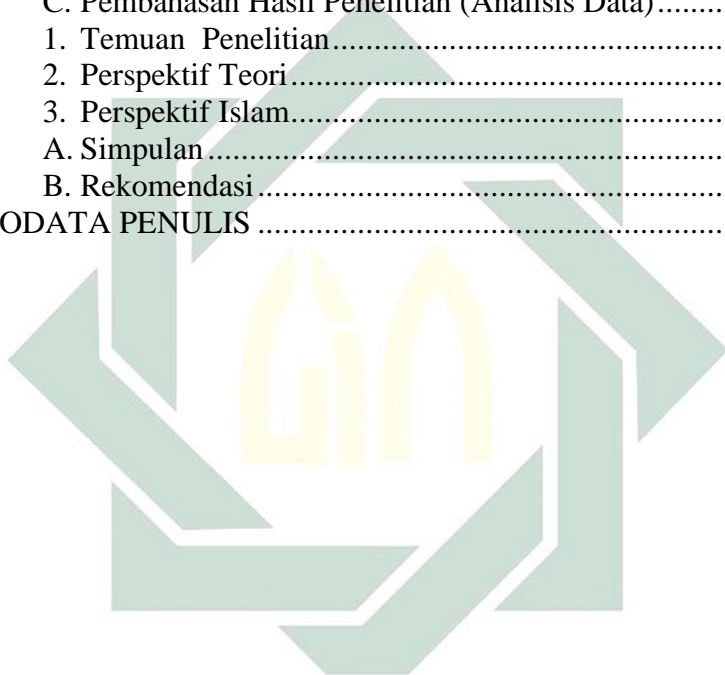 C. Pembahasan Hasil Penelitian (Analisis Data)........
1. Temuan Penelitian..................................................
2. Perspektif Teori.......................................................
3. Perspektif Islam.......................................................
A. Simpulan.................................................................
B. Rekomendasi...........................................................
ODATA PENULIS .........................................................